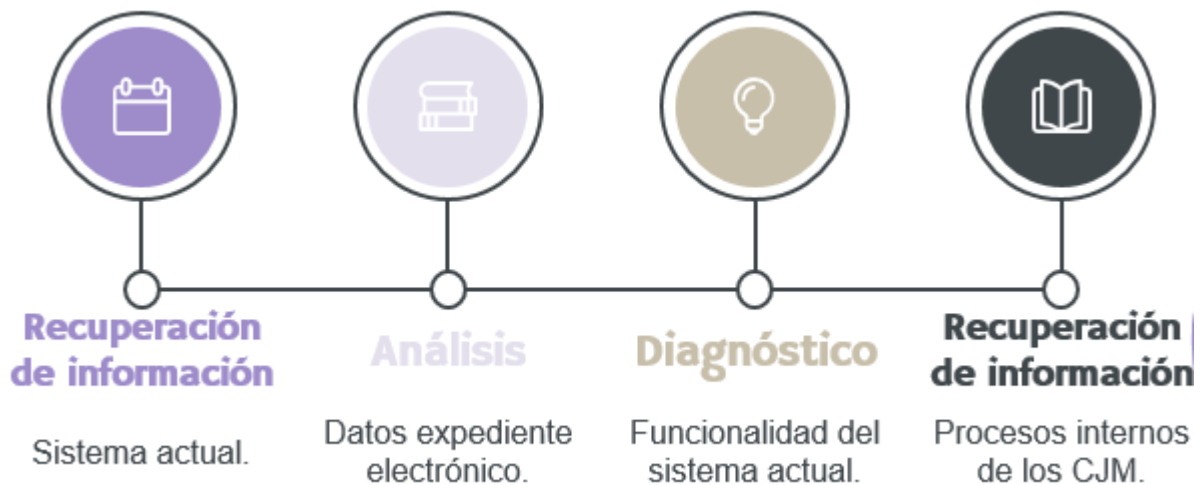 Recuperación
de información
Sistema actual.
Análisis
Datos expediente
electrónico.
Diagnóstico
Funcionalidad del
sistema actual.
Recuperación
de información
Procesos internos
de los CJM.